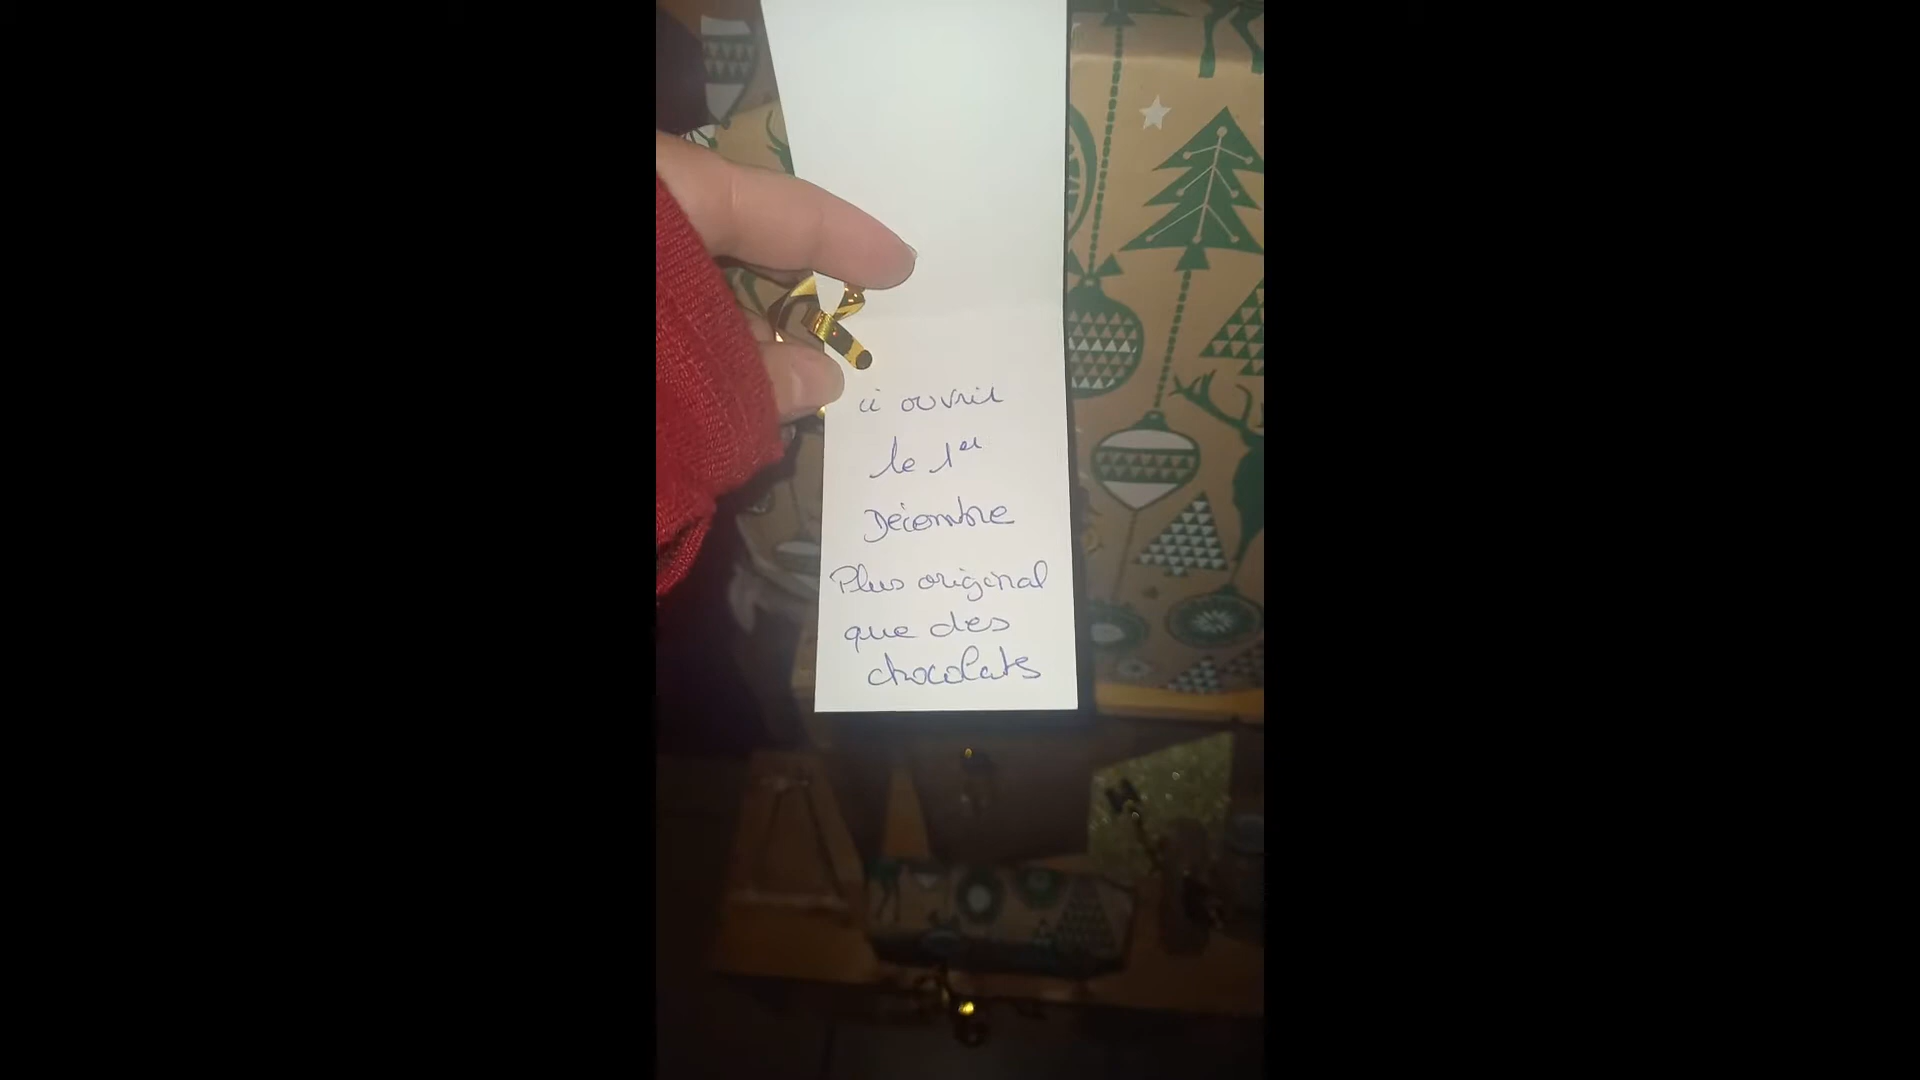 à ouvrir
le 1er
Décembre
Plus original
que des
chocolats